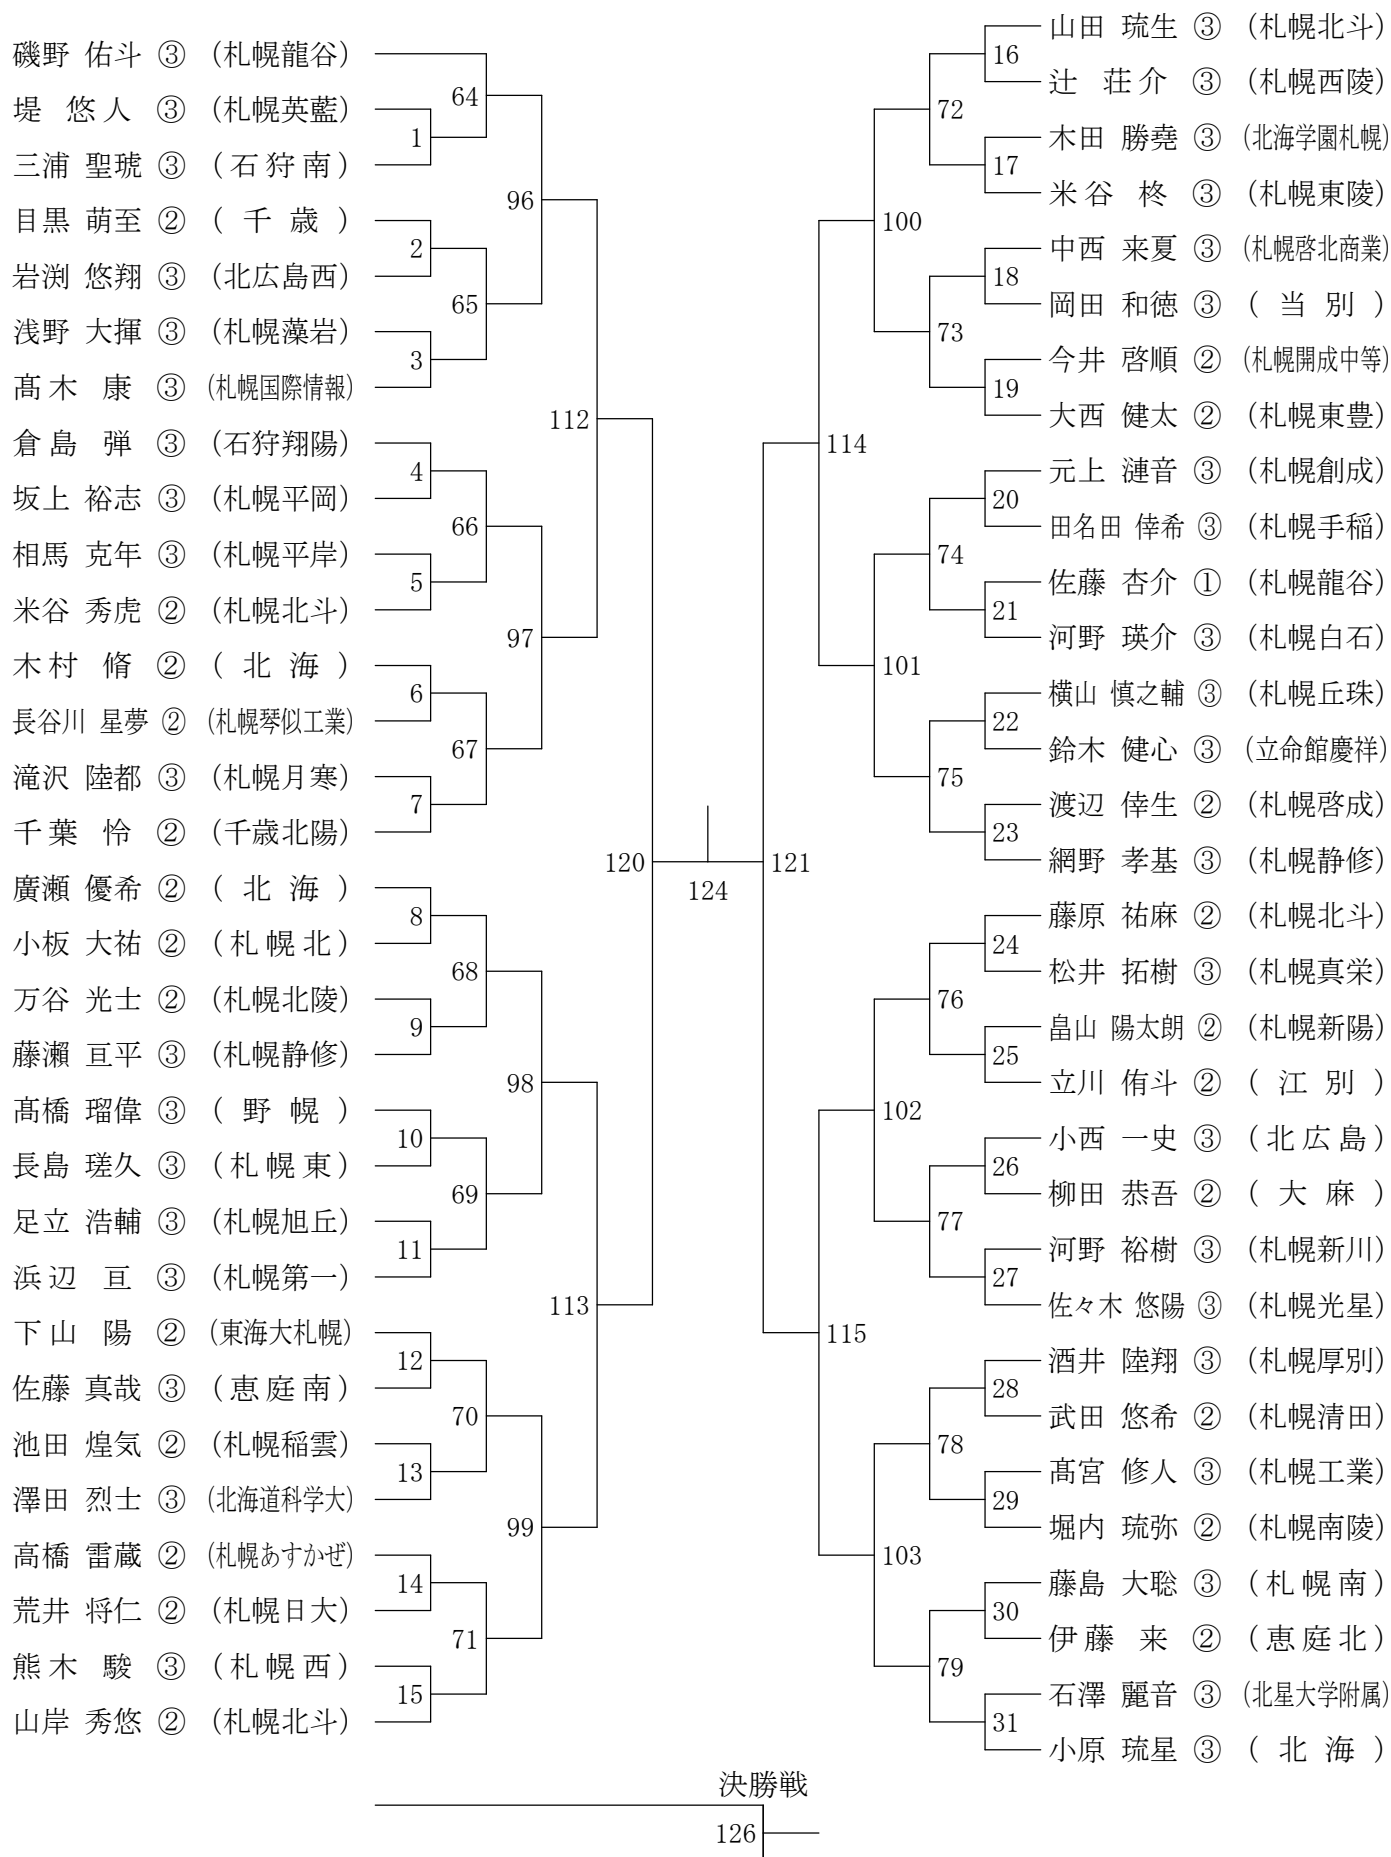 磯野 佑斗 ③ (札幌龍谷)
堤 悠人 ③ (札幌英藍)
三浦 聖琥 ③ (石狩南)
目黒 萌至 ② (千歳)
岩渕 悠翔 ③ (北広島西)
浅野 大揮 ③ (札幌藻岩)
髙木 康 ③ (札幌国際情報)
倉島 弾 ③ (石狩翔陽)
坂上 裕志 ③ (札幌平岡)
相馬 克年 ③ (札幌平岸)
米谷 秀虎 ② (札幌北斗)
木村 脩 ② (北海)
長谷川 星夢 ② (札幌琴似工業)
滝沢 陸都 ③ (札幌月寒)
千葉 怜 ② (千歳北陽)
廣瀬 優希 ② (北海)
小板 大祐 ② (札幌北)
万谷 光士 ② (札幌北陵)
藤瀬 亘平 ③ (札幌静修)
髙橋 瑠偉 ③ (野幌)
長島 瑳久 ③ (札幌東)
足立 浩輔 ③ (札幌旭丘)
浜辺 亘 ③ (札幌第一)
下山 陽 ② (東海大札幌)
佐藤 真哉 ③ (恵庭南)
池田 煌気 ② (札幌稲雲)
澤田 烈士 ③ (北海道科学大)
高橋 雷蔵 ② (札幌あすかぜ)
荒井 将仁 ② (札幌日大)
熊木 駿 ③ (札幌西)
山岸 秀悠 ② (札幌北斗)
1
2
3
4
5
6
7
8
9
10
11
12
13
14
15
64
65
66
67
68
69
70
71
96
97
98
99
112
113
120
124
121
114
115
100
101
102
103
72
73
74
75
76
77
78
79
16
17
18
19
20
21
22
23
24
25
26
27
28
29
30
31
山田 琉生 ③ (札幌北斗)
辻 荘介 ③ (札幌西陵)
木田 勝堯 ③ (北海学園札幌)
米谷 柊 ③ (札幌東陵)
中西 来夏 ③ (札幌啓北商業)
岡田 和徳 ③ (当別)
今井 啓順 ② (札幌開成中等)
大西 健太 ② (札幌東豊)
元上 漣音 ③ (札幌創成)
田名田 倖希 ③ (札幌手稲)
佐藤 杏介 ① (札幌龍谷)
河野 瑛介 ③ (札幌白石)
横山 慎之輔 ③ (札幌丘珠)
鈴木 健心 ③ (立命館慶祥)
渡辺 倖生 ② (札幌啓成)
網野 孝基 ③ (札幌静修)
藤原 祐麻 ② (札幌北斗)
松井 拓樹 ③ (札幌真栄)
畠山 陽太朗 ② (札幌新陽)
立川 侑斗 ② (江別)
小西 一史 ③ (北広島)
柳田 恭吾 ② (大麻)
河野 裕樹 ③ (札幌新川)
佐々木 悠陽 ③ (札幌光星)
酒井 陸翔 ③ (札幌厚別)
武田 悠希 ② (札幌清田)
髙宮 修人 ③ (札幌工業)
堀内 琉弥 ② (札幌南陵)
藤島 大聡 ③ (札幌南)
伊藤 来 ② (恵庭北)
石澤 麗音 ③ (北星大学附属)
小原 琉星 ③ (北海)
決勝戦
126